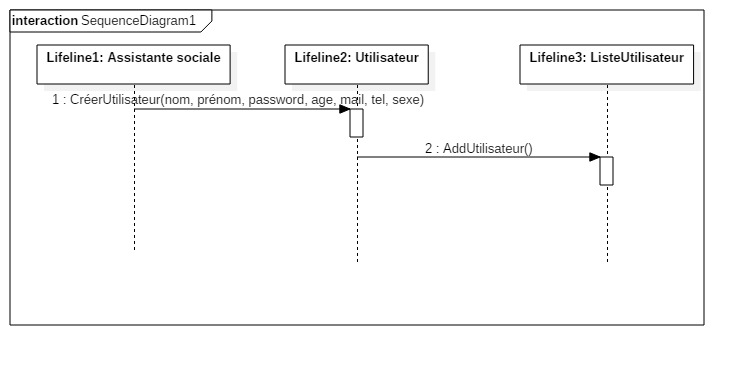 interaction SequenceDiagram1
Lifeline1: Assistante sociale
Lifeline2: Utilisateur
Lifeline3: ListeUtilisateur
1 : CréerUtilisateur(nom, prénom, password, age, mail, tel, sexe)
2 : AddUtilisateur()